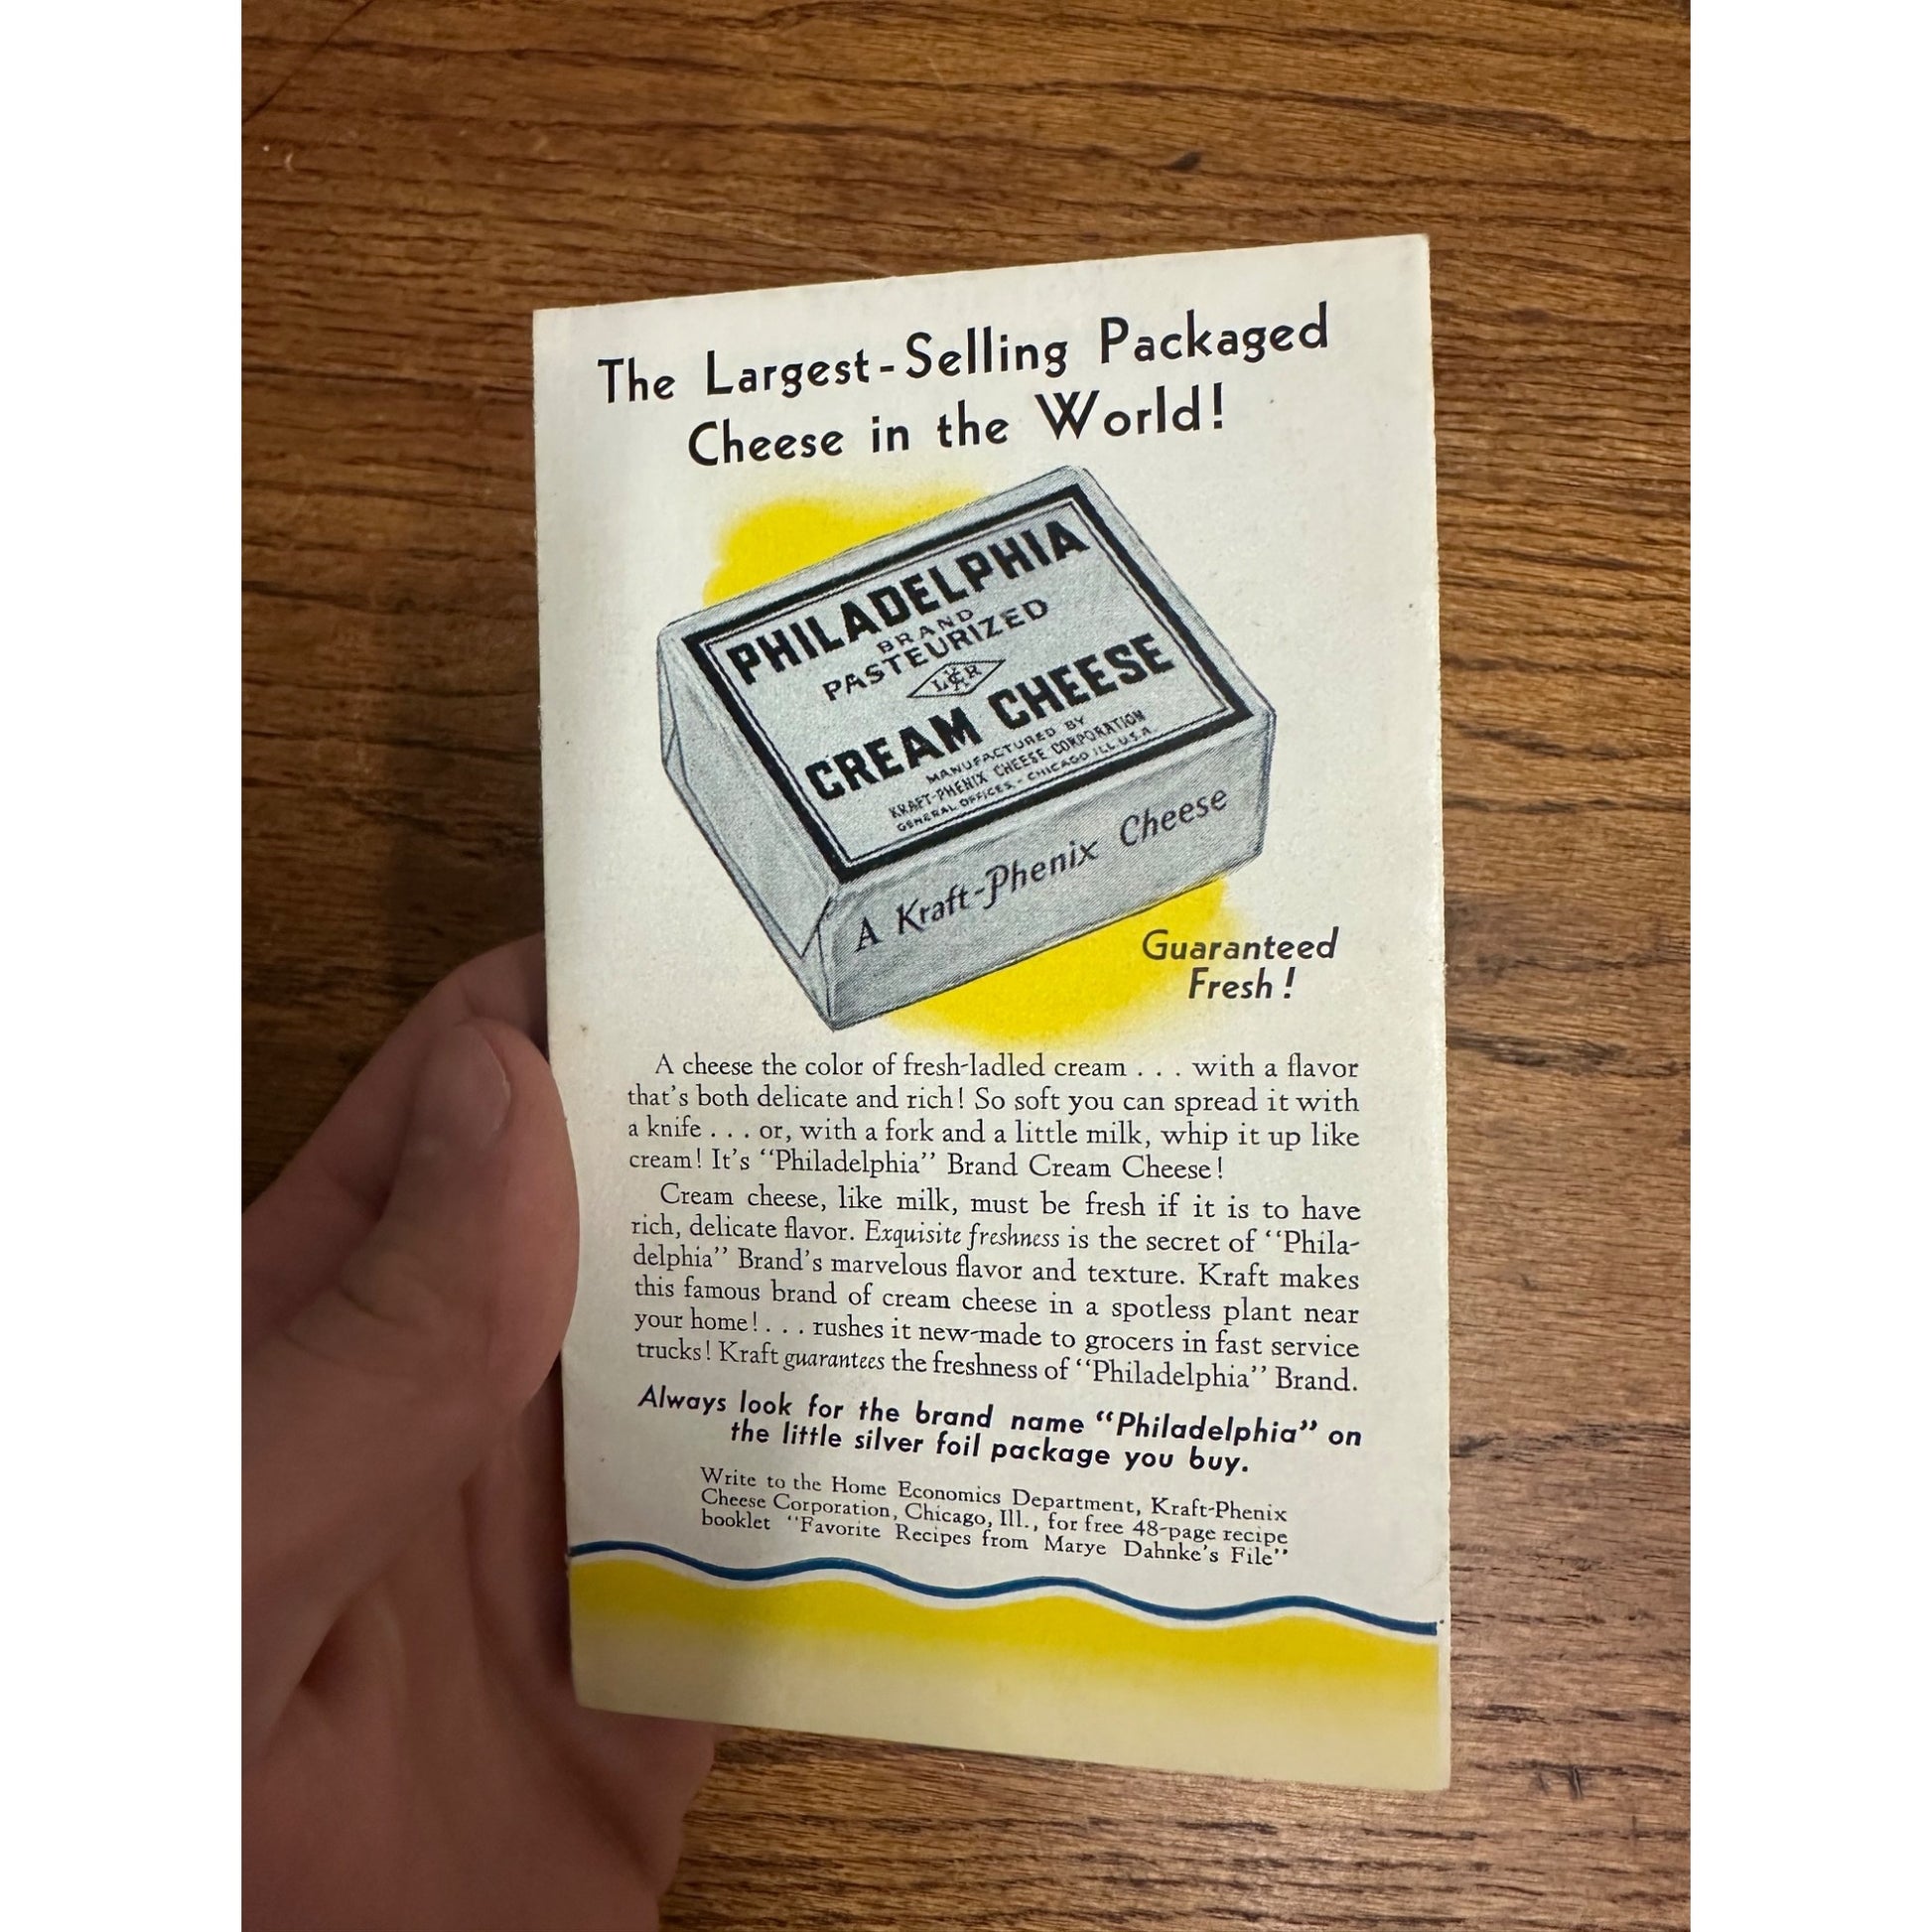 The Largest-Selling Packaged
Cheese in the World!
PHILADELPHIA
BRAND
PASTEURIZED
CREAM CHEESE
MANUFACTURED BY
KRAFT-PHENIX CHEESE CORPORATION
GENERAL OFFICES - CHICAGO ILL U.S.A
A Kraft-Phenix Cheese
Guaranteed
Fresh!
A cheese the color of fresh-ladled cream . . . with a flavor
that's both delicate and rich! So soft you can spread it with
a knife . . . or, with a fork and a little milk, whip it up like
cream! It's "Philadelphia" Brand Cream Cheese!
Cream cheese, like milk, must be fresh if it is to have
rich, delicate flavor. Exquisite freshness is the secret of "Phila-
delphia" Brand's marvelous flavor and texture. Kraft makes
this famous brand of cream cheese in a spotless plant near
your home! . . . rushes it new-made to grocers in fast service
trucks! Kraft guarantees the freshness of "Philadelphia" Brand.
Always look for the brand name "Philadelphia" on
the little silver foil package you buy.
Write to the Home Economics Department, Kraft-Phenix
Cheese Corporation, Chicago, Ill., for free 48-page recipe
booklet "Favorite Recipes from Marye Dahnke's File"